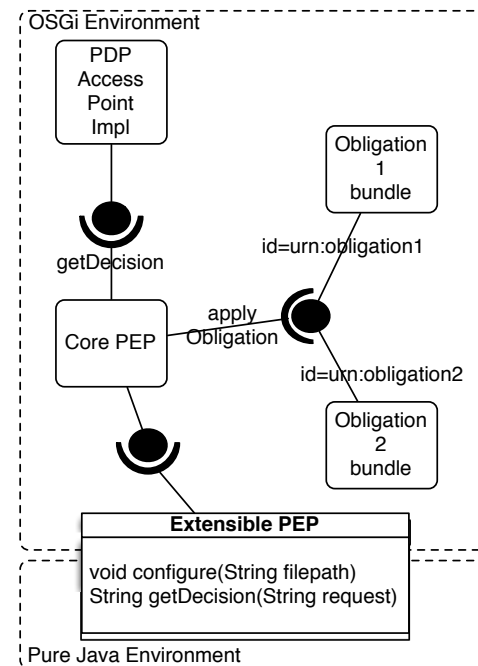 OSGi Environment
PDP
Access
Point
Impl
Obligation
1
bundle
getDecision
id=urn:obligation1
Core PEP
apply
Obligation
id=urn:obligation2
Obligation
2
bundle
Extensible PEP
void configure(String filepath)
String getDecision(String request)
Pure Java Environment